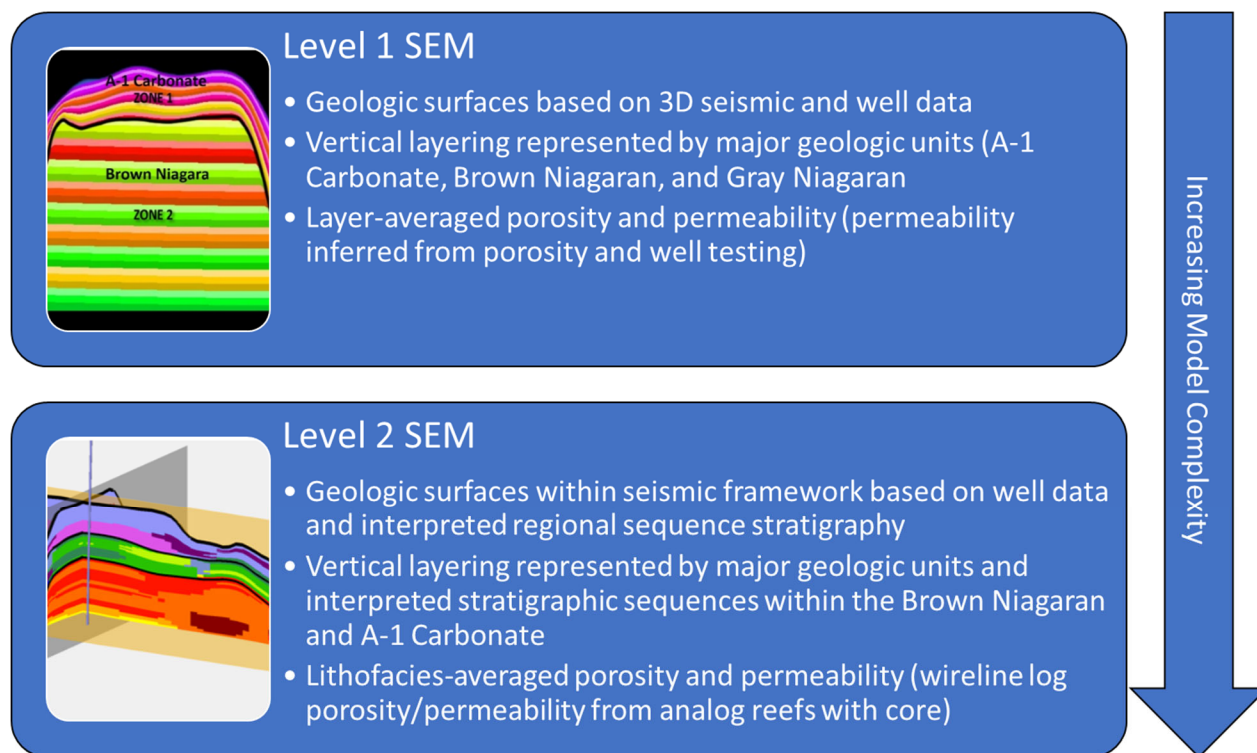 Level 1 SEM
A-1 Carbonate
ZONE 1
Brown Niagara
ZONE 2
• Geologic surfaces based on 3D seismic and well data
• Vertical layering represented by major geologic units (A-1
Carbonate, Brown Niagaran, and Gray Niagaran
• Layer-averaged porosity and permeability (permeability
inferred from porosity and well testing)
Level 2 SEM
• Geologic surfaces within seismic framework based on well data
and interpreted regional sequence stratigraphy
• Vertical layering represented by major geologic units and
interpreted stratigraphic sequences within the Brown Niagaran
and A-1 Carbonate
• Lithofacies-averaged porosity and permeability (wireline log
porosity/permeability from analog reefs with core)
Increasing Model Complexity